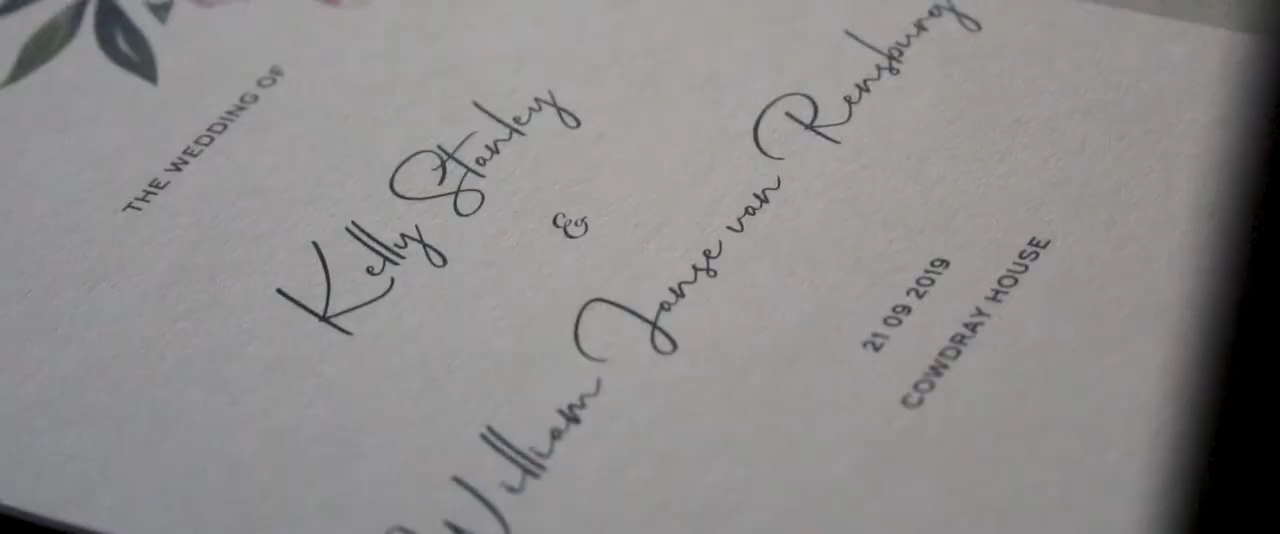 THE WEDDING OF
Kelly Stanley
&
William Janse van Rensburg
21 09 2019
COWDRAY HOUSE